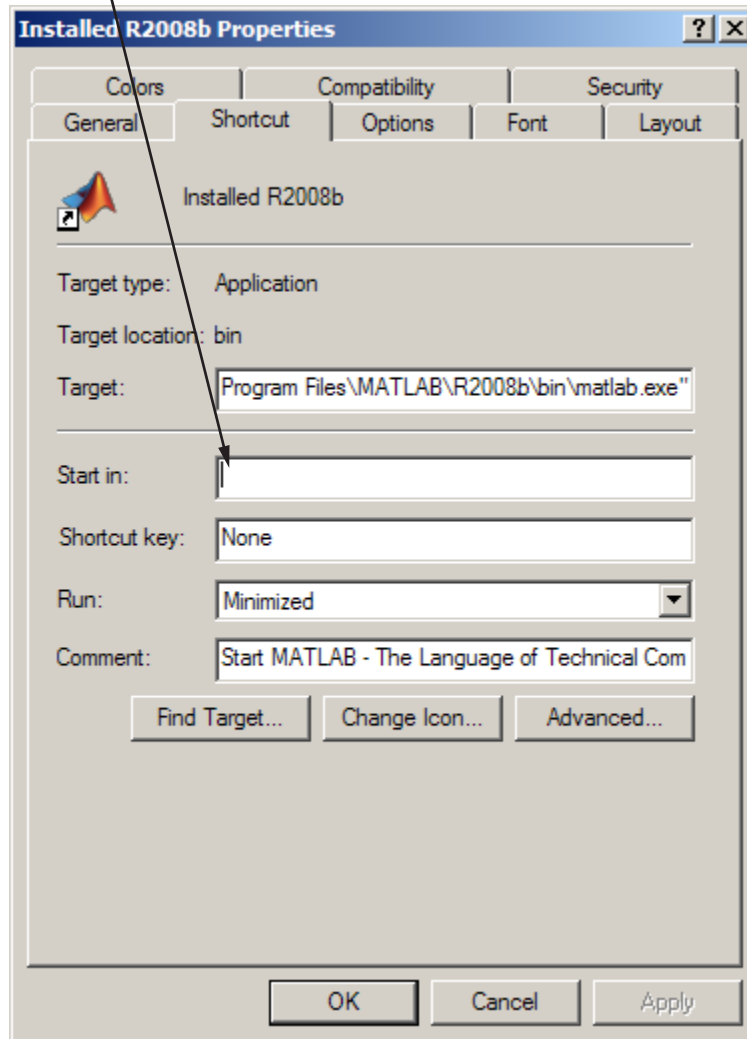 Installed R2008b Properties
Colors Compatibility Security
General Shortcut Options Font Layout
Installed R2008b
Target type: Application
Target location: bin
Target: Program Files\MATLAB\R2008b\bin\matlab.exe"
Start in:
Shortcut key: None
Run: Minimized
Comment: Start MATLAB - The Language of Technical Com
Find Target... Change Icon... Advanced...
OK Cancel Apply